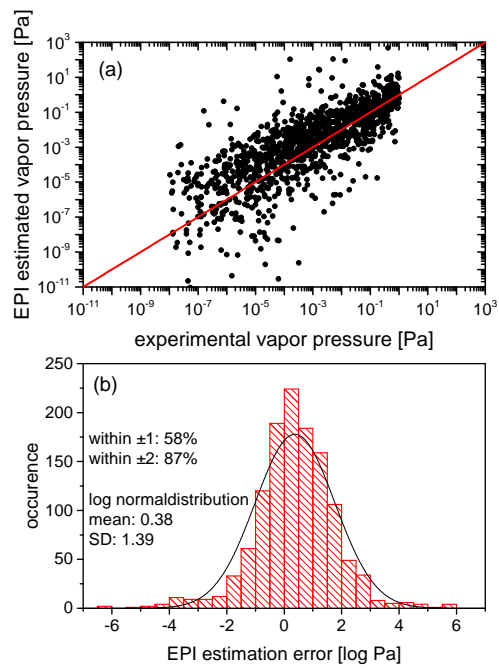 10^3
10^1
10^-1
10^-3
10^-5
10^-7
10^-9
10^-11
EPI estimated vapor pressure [Pa]
(a)
10^-11 10^-9 10^-7 10^-5 10^-3 10^-1 10^1 10^3
experimental vapor pressure [Pa]
250
200
150
100
50
0
occurence
(b)
within ±1: 58%
within ±2: 87%
log normaldistribution
mean: 0.38
SD: 1.39
-6 -4 -2 0 2 4 6
EPI estimation error [log Pa]